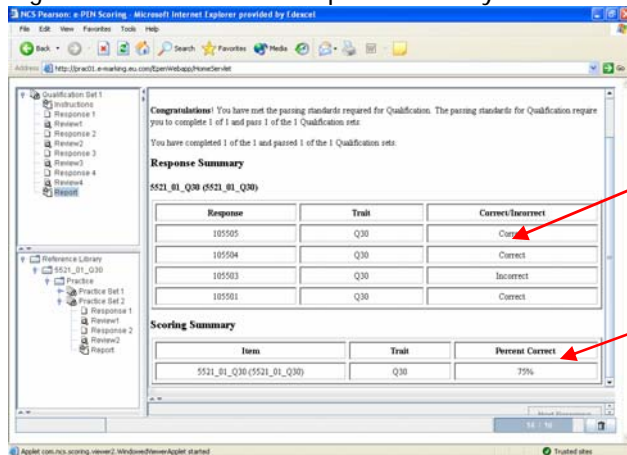 NCS Pearson: e-PEN Scoring - Microsoft Internet Explorer provided by Edexcel
File Edit View Favorites Tools Help
Back Search Favorites Media
Address http://prac01.e-marking.eu.com/EpenWebapp/HomeServlet Go
Qualification Set 1
Instructions
Response 1
Review1
Response 2
Review2
Response 3
Review3
Response 4
Review4
Report
Reference Library
5521_01_Q30
Practice
Practice Set 1
Practice Set 2
Response 1
Review1
Response 2
Review2
Report
Congratulations! You have met the passing standards required for Qualification. The passing standards for Qualification require
you to complete 1 of 1 and pass 1 of the 1 Qualification sets.
You have completed 1 of the 1 and passed 1 of the 1 Qualification sets.
Response Summary
5521_01_Q30 (5521_01_Q30)
Response Trait Correct/Incorrect
105505 Q30 Correct
105504 Q30 Correct
105503 Q30 Incorrect
105501 Q30 Correct
Scoring Summary
Item Trait Percent Correct
5521_01_Q30 (5521_01_Q30) Q30 75%
Applet com.ncs.scoring.viewer2.WindowedViewerApplet started Trusted sites